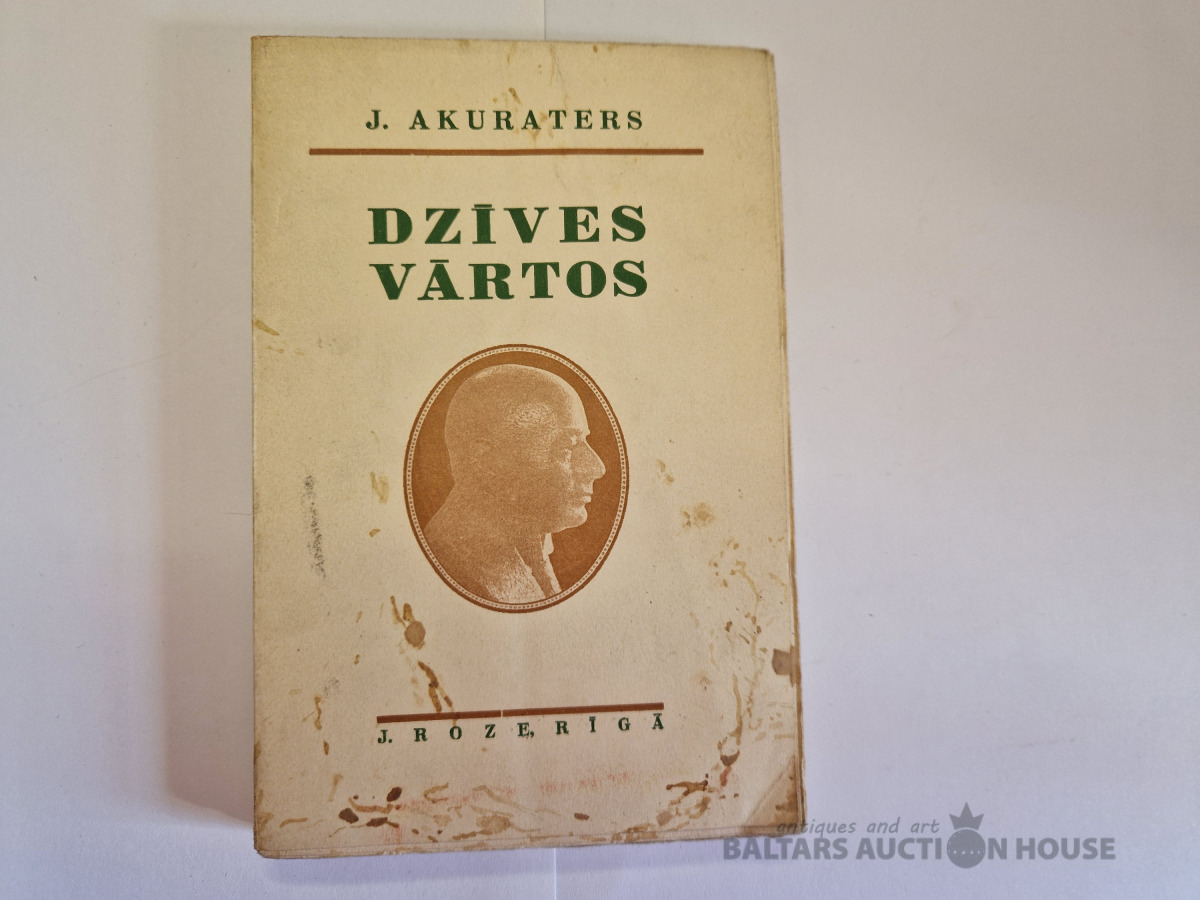 J. AKURATERS
DZĪVES
VĀRTOS
J. ROZE, RĪGĀ
antiques and art
BALTARS AUCTION HOUSE